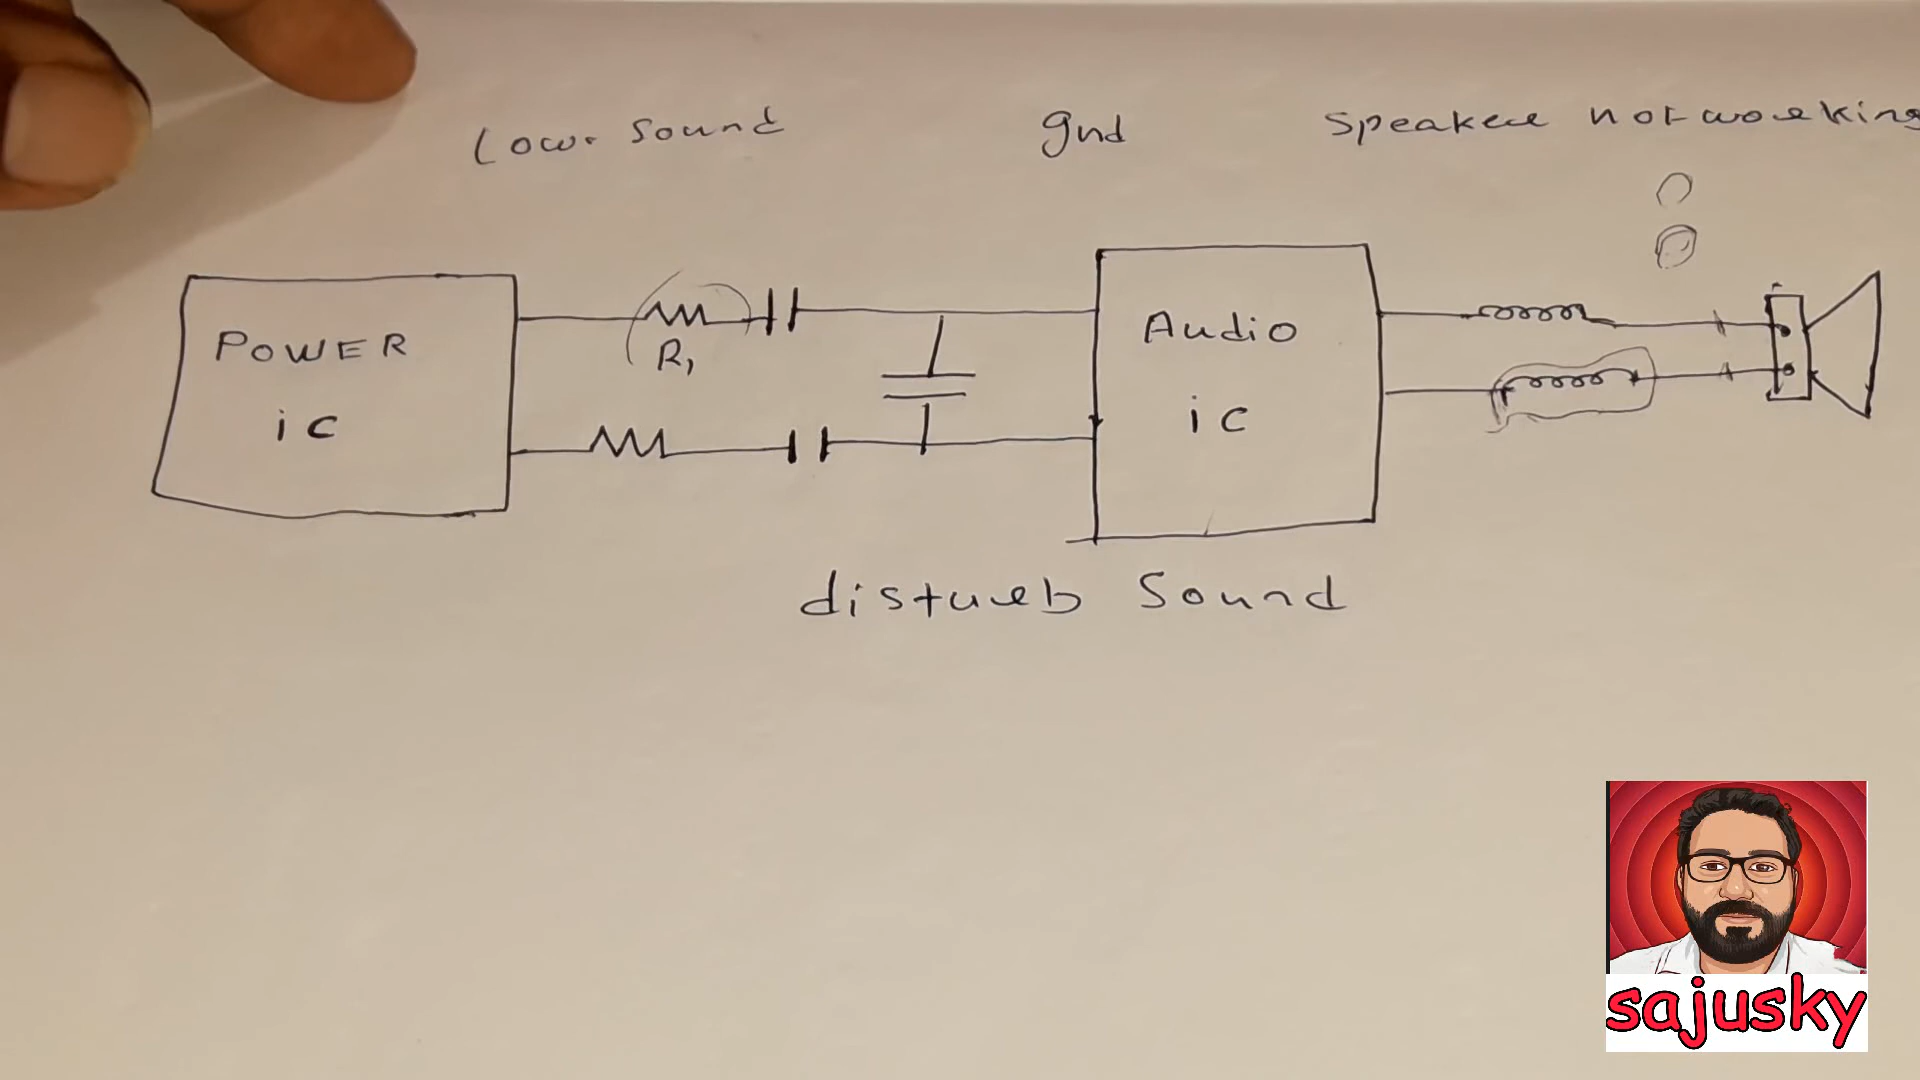 Low. Sound
gnd
Speaker not working
POWER
ic
R1
Audio
ic
disturb Sound
sajusky